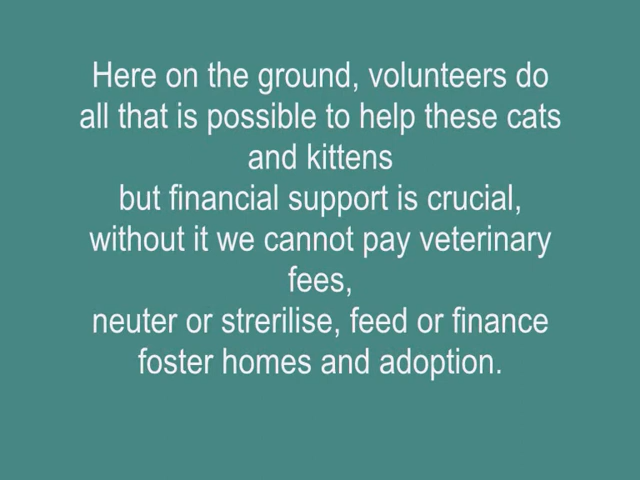 Here on the ground, volunteers do
all that is possible to help these cats
and kittens
but financial support is crucial,
without it we cannot pay veterinary
fees,
neuter or strerilise, feed or finance
foster homes and adoption.